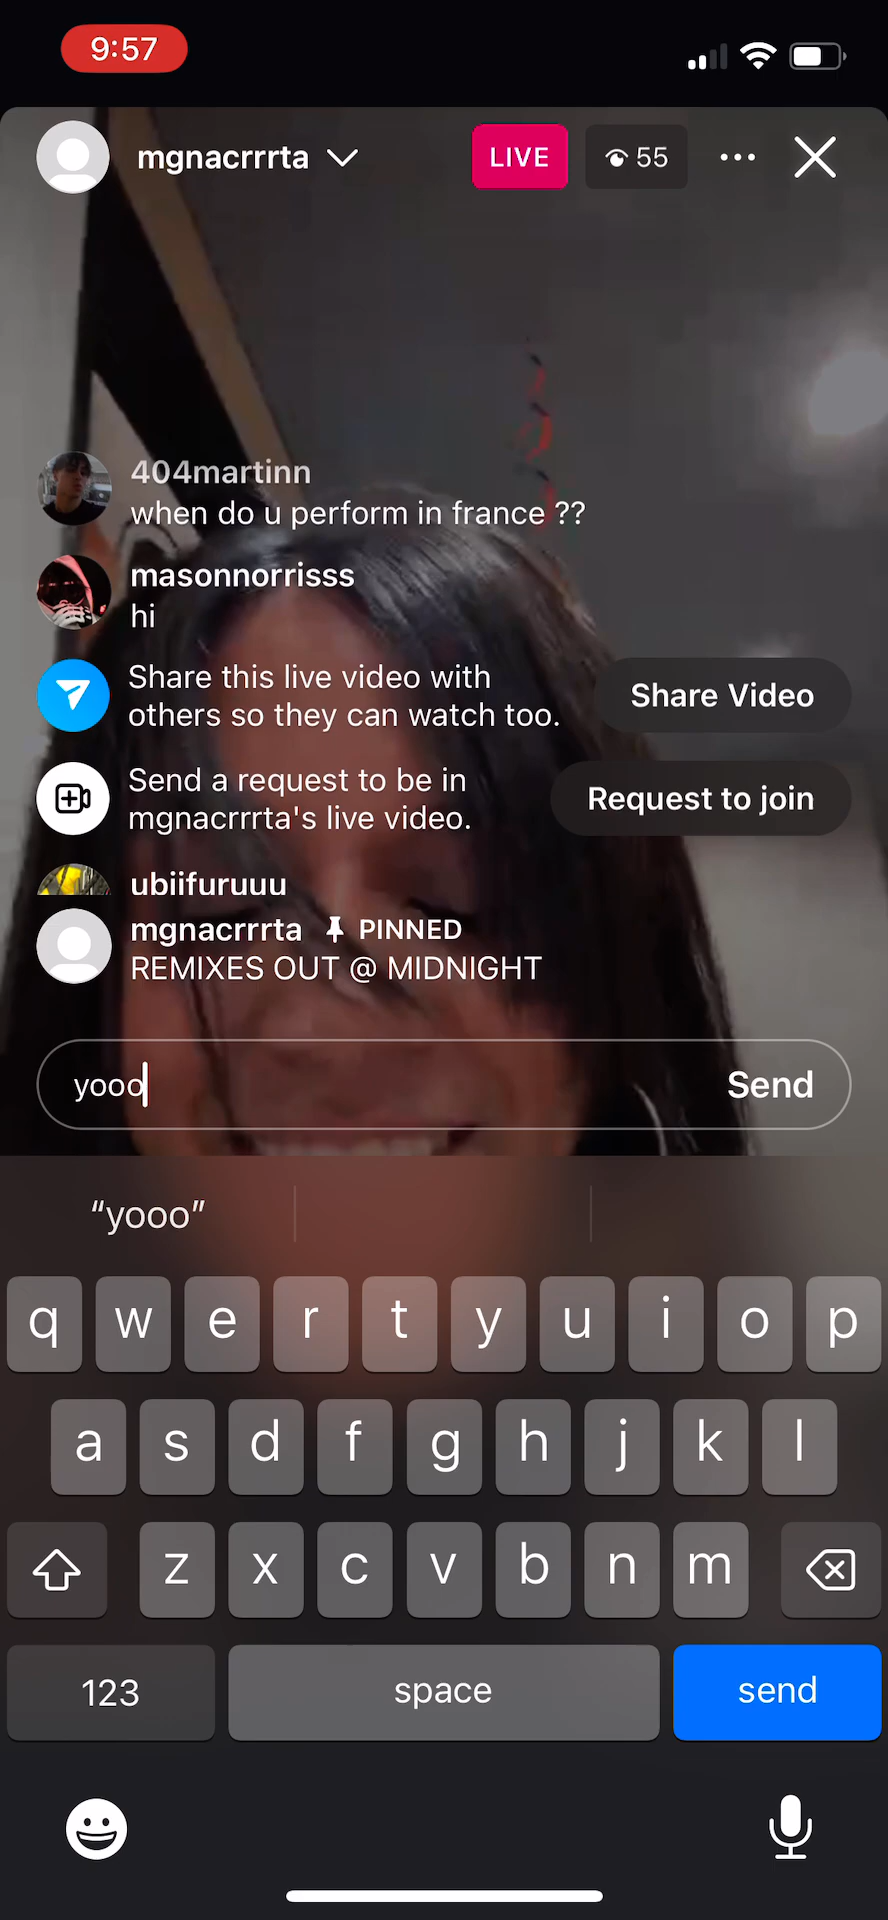 9:57
mgnacrrrta
LIVE
55
404martinn
when do u perform in france ??
masonnorrisss
hi
Share this live video with
others so they can watch too.
Share Video
Send a request to be in
mgnacrrrta's live video.
Request to join
ubiifuruuu
mgnacrrrta PINNED
REMIXES OUT @ MIDNIGHT
yooo
Send
“yooo”
q w e r t y u i o p
a s d f g h j k l
z x c v b n m
123 space send